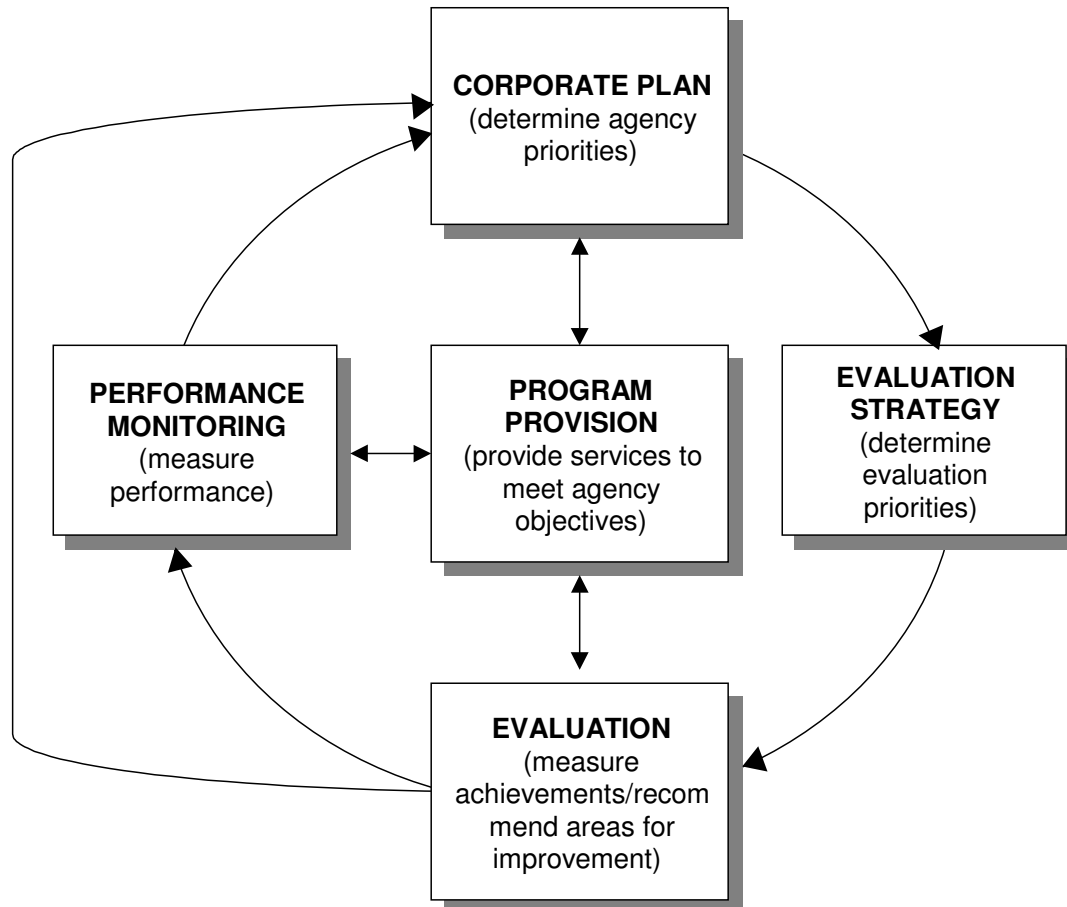 CORPORATE PLAN
(determine agency
priorities)
PERFORMANCE
MONITORING
(measure
performance)
PROGRAM
PROVISION
(provide services to
meet agency
objectives)
EVALUATION
STRATEGY
(determine
evaluation
priorities)
EVALUATION
(measure
achievements/recom
mend areas for
improvement)